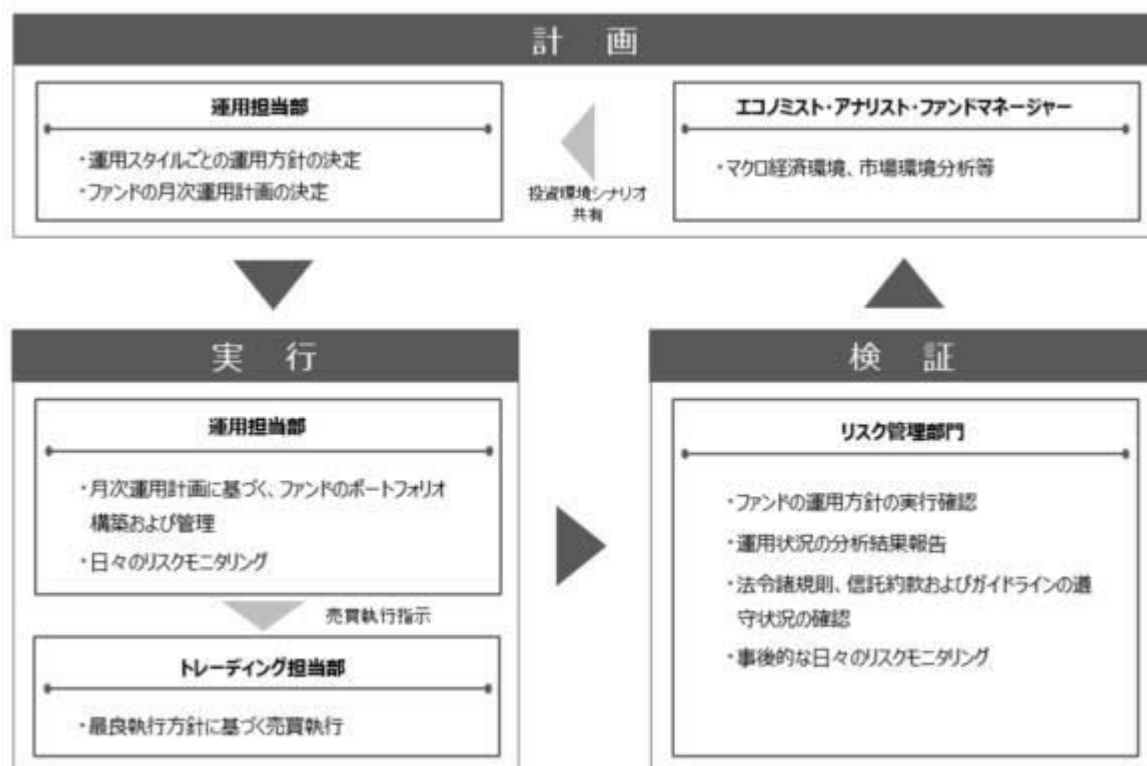 計 画
運用担当部
・運用スタイルごとの運用方針の決定
・ファンドの月次運用計画の決定
投資環境シナリオ
共有
エコノミスト・アナリスト・ファンドマネージャー
・マクロ経済環境、市場環境分析等
実 行
運用担当部
・月次運用計画に基づく、ファンドのポートフォリオ
構築および管理
・日々のリスクモニタリング
売買執行指示
トレーディング担当部
・最良執行方針に基づく売買執行
検 証
リスク管理部門
・ファンドの運用方針の実行確認
・運用状況の分析結果報告
・法令諸規則、信託約款およびガイドラインの遵
守状況の確認
・事後的な日々のリスクモニタリング